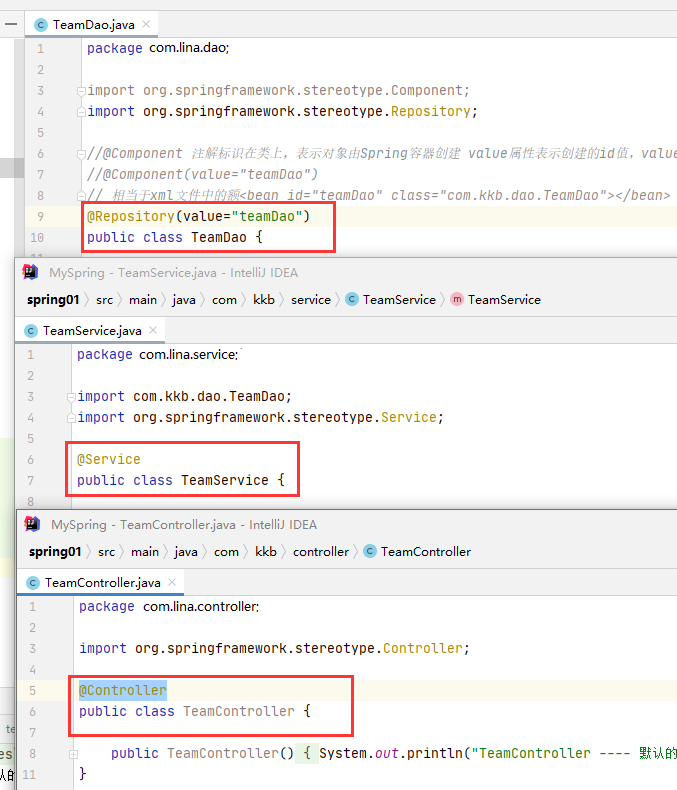 TeamDao.java
1 package com.lina.dao;
2
3 import org.springframework.stereotype.Component;
4 import org.springframework.stereotype.Repository;
5
6 //@Component 注解标识在类上，表示对象由Spring容器创建 value属性表示创建的id值，value
7 //@Component(value="teamDao")
8 // 相当于xml文件中的额<bean id="teamDao" class="com.kkb.dao.TeamDao"></bean>
9 @Repository(value="teamDao")
10 public class TeamDao {
MySpring - TeamService.java - IntelliJ IDEA
spring01 〉 src 〉 main 〉 java 〉 com 〉 kkb 〉 service 〉 C TeamService 〉 m TeamService
TeamService.java
1 package com.lina.service;
2
3 import com.kkb.dao.TeamDao;
4 import org.springframework.stereotype.Service;
5
6 @Service
7 public class TeamService {
8
MySpring - TeamController.java - IntelliJ IDEA
spring01 〉 src 〉 main 〉 java 〉 com 〉 kkb 〉 controller 〉 C TeamController
TeamController.java
1 package com.lina.controller;
2
3 import org.springframework.stereotype.Controller;
4
5 @Controller
6 public class TeamController {
7
8 public TeamController() { System.out.println("TeamController ---- 默认的
11 }